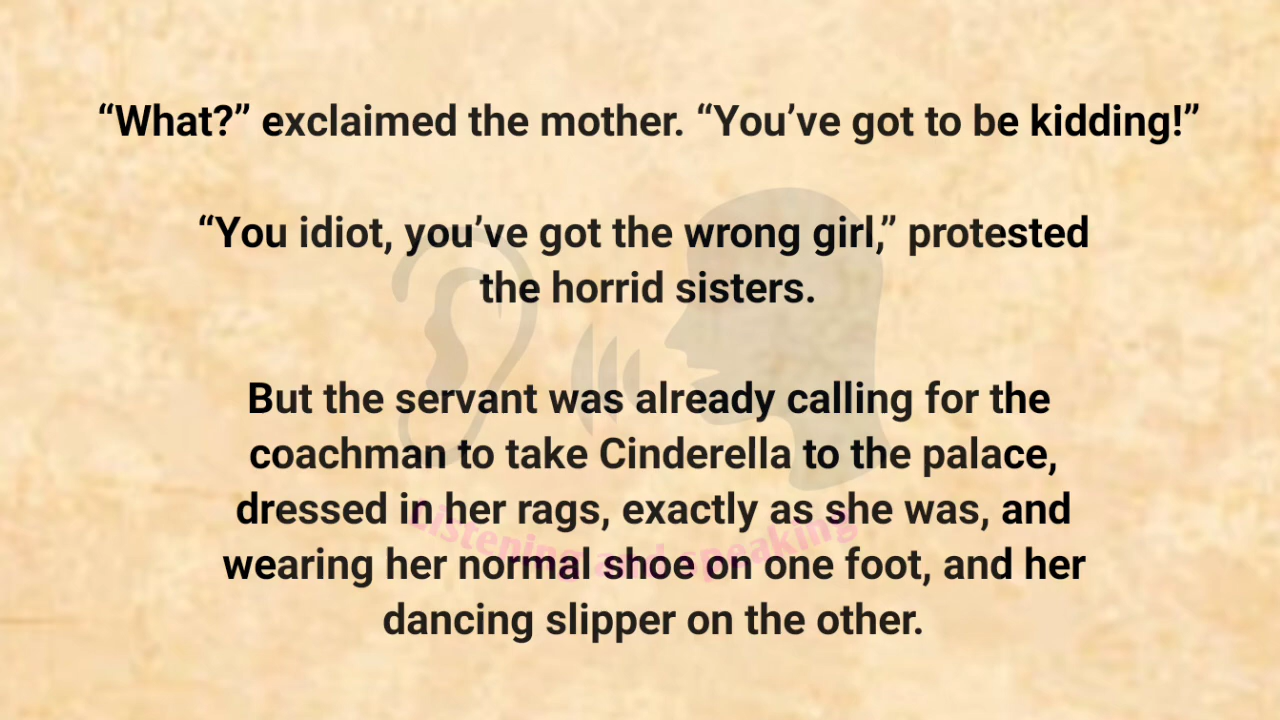 “What?” exclaimed the mother. “You’ve got to be kidding!”
“You idiot, you’ve got the wrong girl,” protested
the horrid sisters.
But the servant was already calling for the
coachman to take Cinderella to the palace,
dressed in her rags, exactly as she was, and
wearing her normal shoe on one foot, and her
dancing slipper on the other.
Listening and speaking